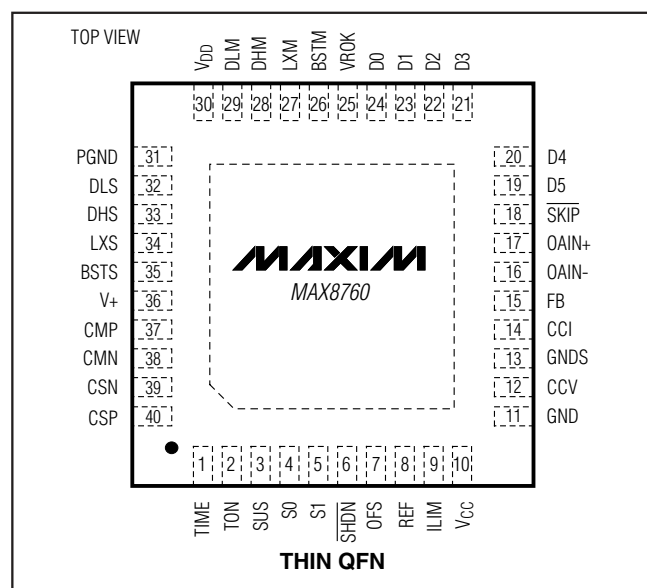 TOP VIEW
VDD DLM DHM LXM BSTM VROK D0 D1 D2 D3
30 29 28 27 26 25 24 23 22 21
PGND 31
DLS 32
DHS 33
LXS 34
BSTS 35
V+ 36
CMP 37
CMN 38
CSN 39
CSP 40
MAXIM
MAX8760
20 D4
19 D5
18 SKIP
17 OAIN+
16 OAIN-
15 FB
14 CCI
13 GNDS
12 CCV
11 GND
1 2 3 4 5 6 7 8 9 10
TIME TON SUS S0 S1 SHDN OFS REF ILIM VCC
THIN QFN